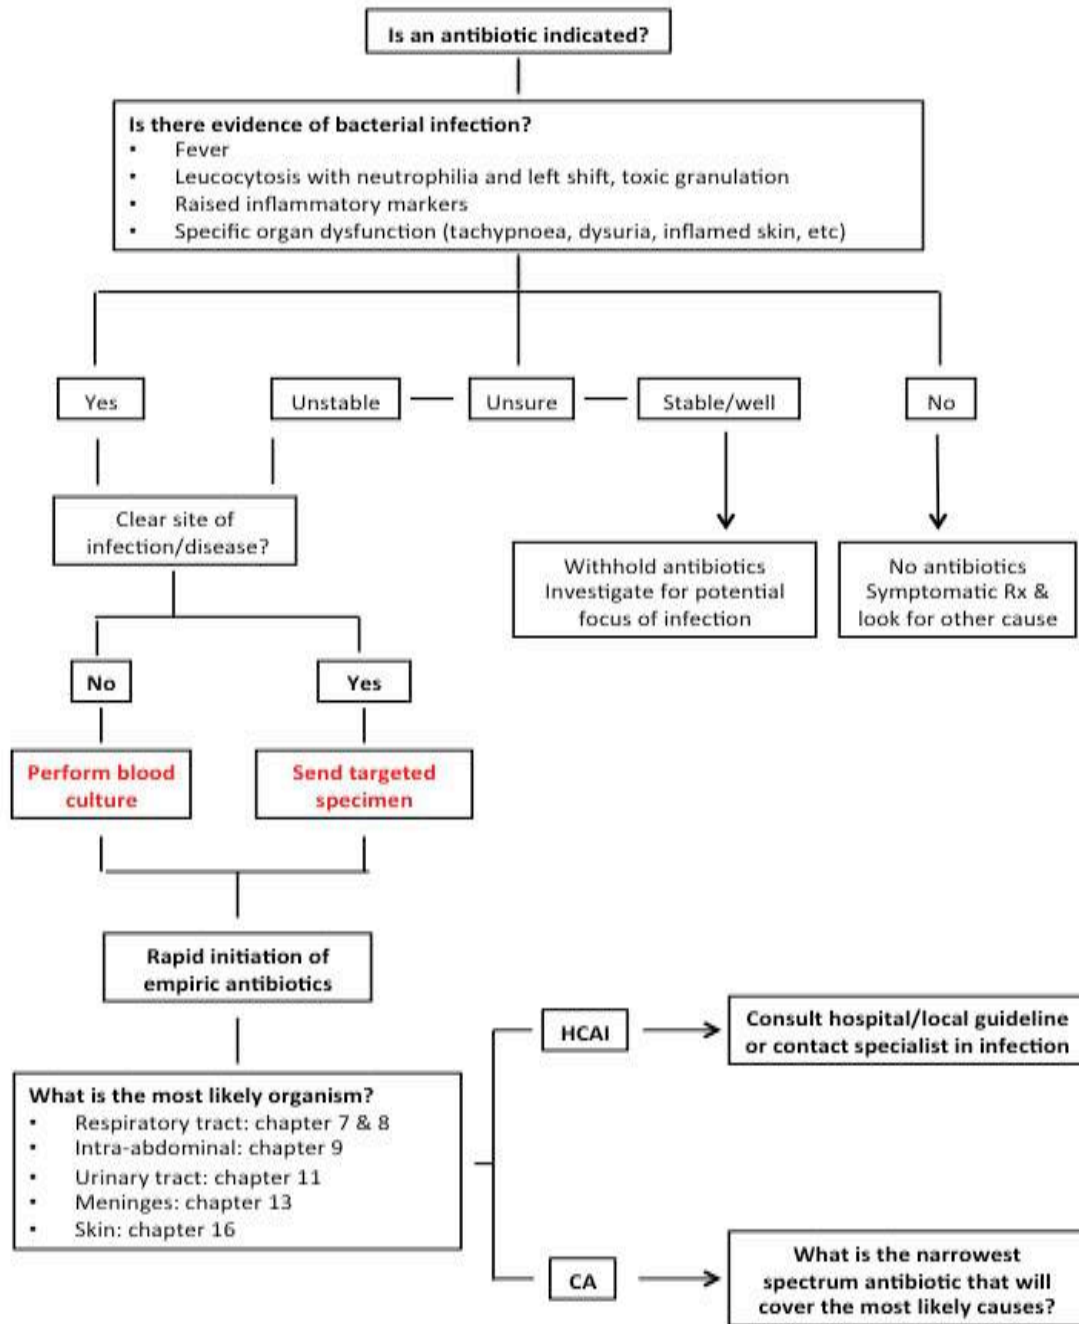 Is an antibiotic indicated?
Is there evidence of bacterial infection?
• Fever
• Leucocytosis with neutrophilia and left shift, toxic granulation
• Raised inflammatory markers
• Specific organ dysfunction (tachypnoea, dysuria, inflamed skin, etc)
Yes
Unstable
Unsure
Stable/well
No
Clear site of
infection/disease?
Withhold antibiotics
Investigate for potential
focus of infection
No antibiotics
Symptomatic Rx &
look for other cause
No
Yes
Perform blood
culture
Send targeted
specimen
Rapid initiation of
empiric antibiotics
What is the most likely organism?
• Respiratory tract: chapter 7 & 8
• Intra-abdominal: chapter 9
• Urinary tract: chapter 11
• Meninges: chapter 13
• Skin: chapter 16
HCAI
Consult hospital/local guideline
or contact specialist in infection
CA
What is the narrowest
spectrum antibiotic that will
cover the most likely causes?